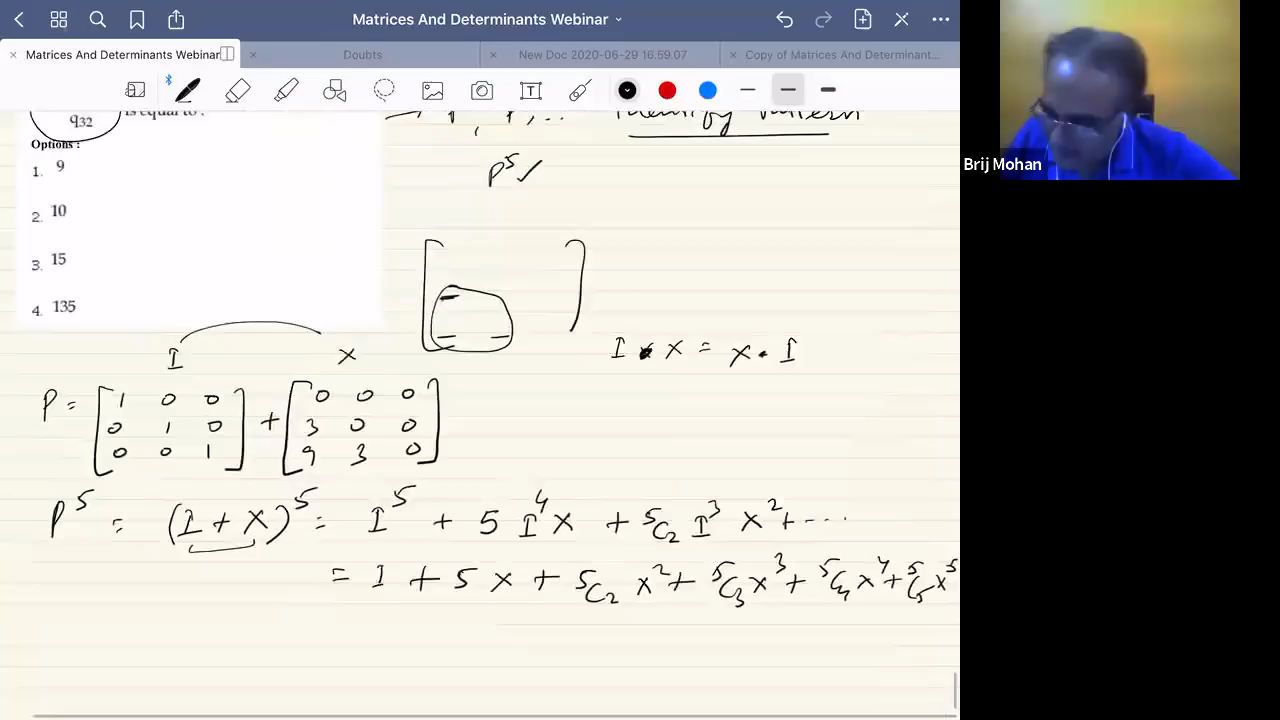 Matrices And Determinants Webinar
Matrices And Determinants Webinar
Doubts
New Doc 2020-06-29 16.59.07
Copy of Matrices And Determinant...
q32 is equal to :
Identify pattern
Options :
1. 9
2. 10
3. 15
4. 135
P⁵ ✓
I X
I · X = X · I
P = [1 0 0 + [0 0 0
0 1 0] 3 0 0]
0 0 1 9 3 0
P⁵ = (I + X)⁵ = I⁵ + 5 I⁴X + ⁵C₂ I³ X² + ...
= I + 5 X + ⁵C₂ X² + ⁵C₃ X³ + ⁵C₄ X⁴ + ⁵C₅ X⁵
Brij Mohan